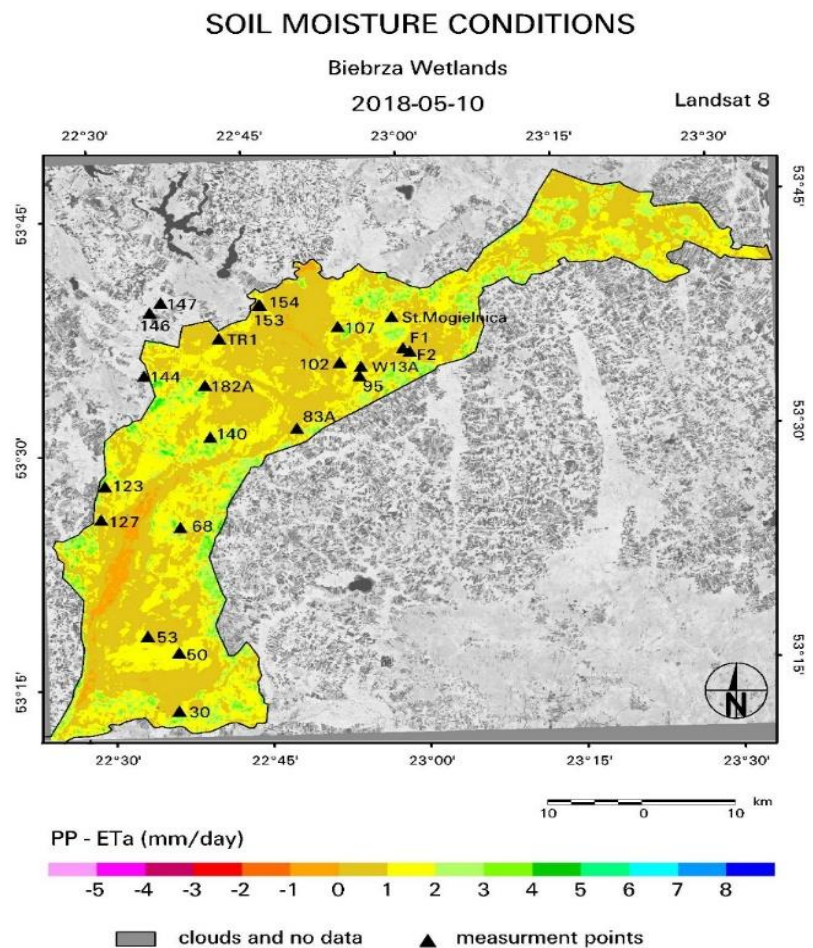 SOIL MOISTURE CONDITIONS
Biebrza Wetlands
2018-05-10
Landsat 8
22°30' 22°45' 23°00' 23°15' 23°30'
53°45' 53°45'
147
146
154
153
St.Mogielnica
107
TR1
F1
F2
102
W13A
144
95
182A
83A
53°30'
140
53°30'
123
127
68
53
50
53°15'
53°15'
30
N
22°30' 22°45' 23°00' 23°15' 23°30'
10 0 10 km
PP - ETa (mm/day)
-5 -4 -3 -2 -1 0 1 2 3 4 5 6 7 8
clouds and no data measurment points